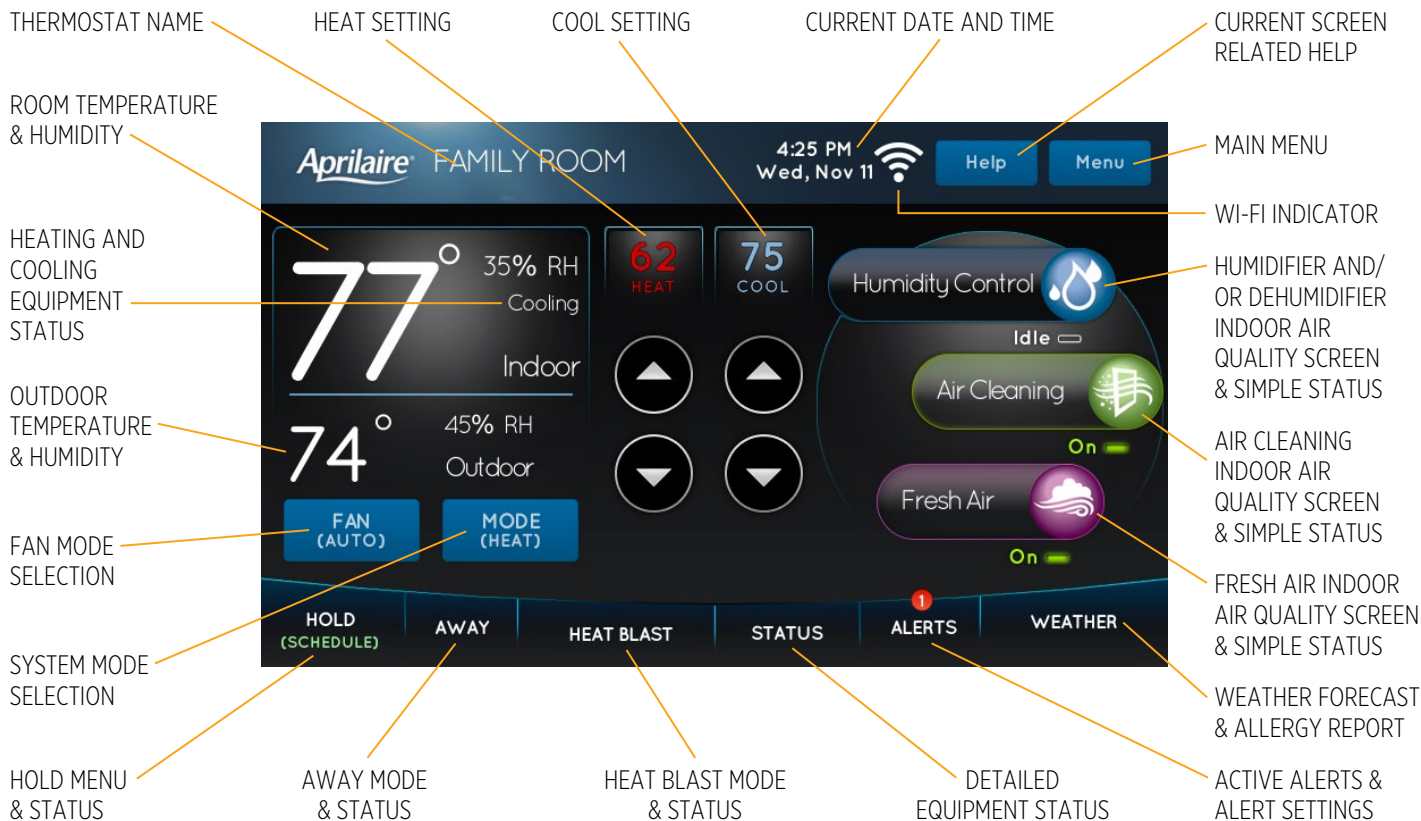 THERMOSTAT NAME
HEAT SETTING
COOL SETTING
CURRENT DATE AND TIME
CURRENT SCREEN
RELATED HELP
ROOM TEMPERATURE
& HUMIDITY
MAIN MENU
WI-FI INDICATOR
HEATING AND
COOLING
EQUIPMENT
STATUS
HUMIDIFIER AND/
OR DEHUMIDIFIER
INDOOR AIR
QUALITY SCREEN
& SIMPLE STATUS
OUTDOOR
TEMPERATURE
& HUMIDITY
AIR CLEANING
INDOOR AIR
QUALITY SCREEN
& SIMPLE STATUS
FAN MODE
SELECTION
FRESH AIR INDOOR
AIR QUALITY SCREEN
& SIMPLE STATUS
SYSTEM MODE
SELECTION
WEATHER FORECAST
& ALLERGY REPORT
HOLD MENU
& STATUS
AWAY MODE
& STATUS
HEAT BLAST MODE
& STATUS
DETAILED
EQUIPMENT STATUS
ACTIVE ALERTS &
ALERT SETTINGS
Aprilaire® FAMILY ROOM
4:25 PM
Wed, Nov 11
Help
Menu
77°
35% RH
Cooling
Indoor
74°
45% RH
Outdoor
62
HEAT
75
COOL
Humidity Control
Idle
Air Cleaning
On
Fresh Air
On
FAN
(AUTO)
MODE
(HEAT)
HOLD
(SCHEDULE)
AWAY
HEAT BLAST
STATUS
1
ALERTS
WEATHER